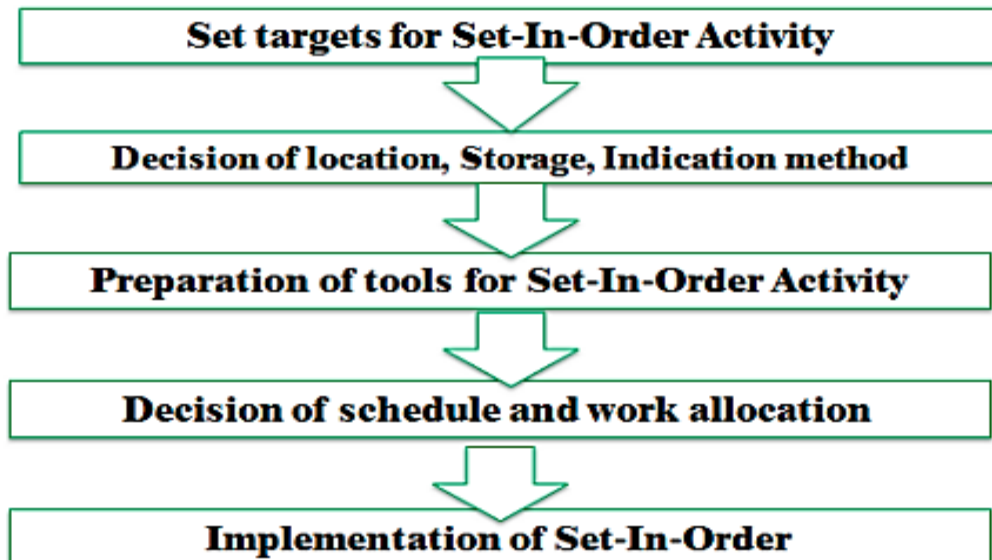 Set targets for Set-In-Order Activity
Decision of location, Storage, Indication method
Preparation of tools for Set-In-Order Activity
Decision of schedule and work allocation
Implementation of Set-In-Order